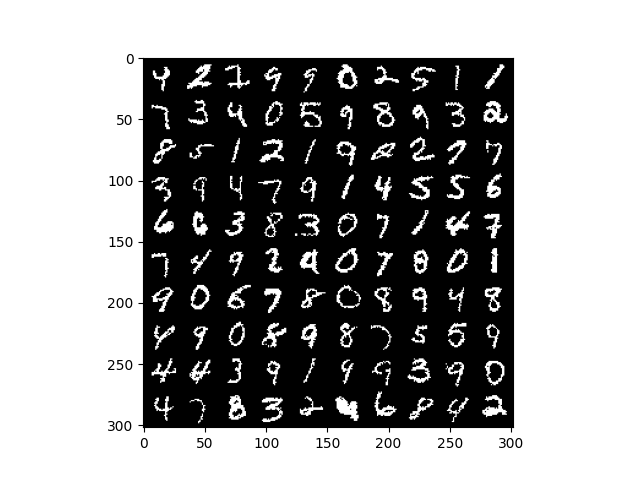 0
50
100
150
200
250
300
0 50 100 150 200 250 300
4 2 7 9 9 0 2 5 1 1
7 3 4 0 5 9 8 9 3 2
8 5 1 2 1 9 2 2 7 7
3 9 4 7 9 1 4 5 5 6
6 6 3 8 3 0 7 1 4 7
7 4 9 2 9 0 7 8 0 1
9 0 6 7 8 0 8 9 4 8
4 9 0 8 9 8 7 5 5 9
4 4 3 9 1 9 9 3 9 0
4 7 8 3 2 6 8 4 2